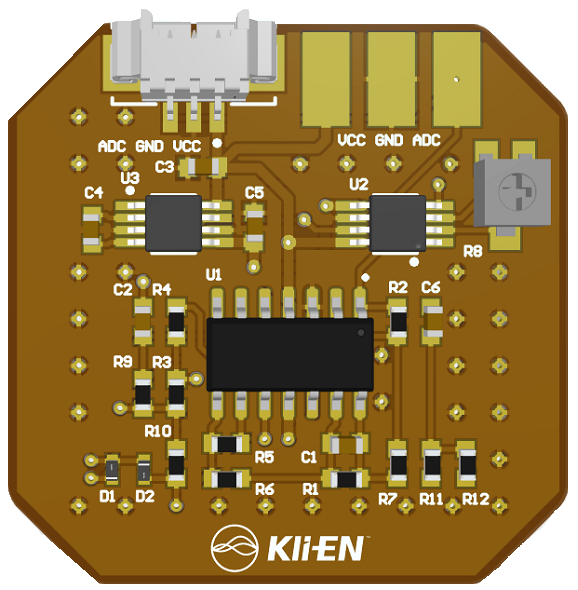 ADC GND VCC
VCC GND ADC
C3
U3
U2
C4
C5
R8
U1
C2
R4
R2
C6
R9
R3
R10
R5
C1
D1
D2
R6
R1
R7
R11
R12
KliEN™